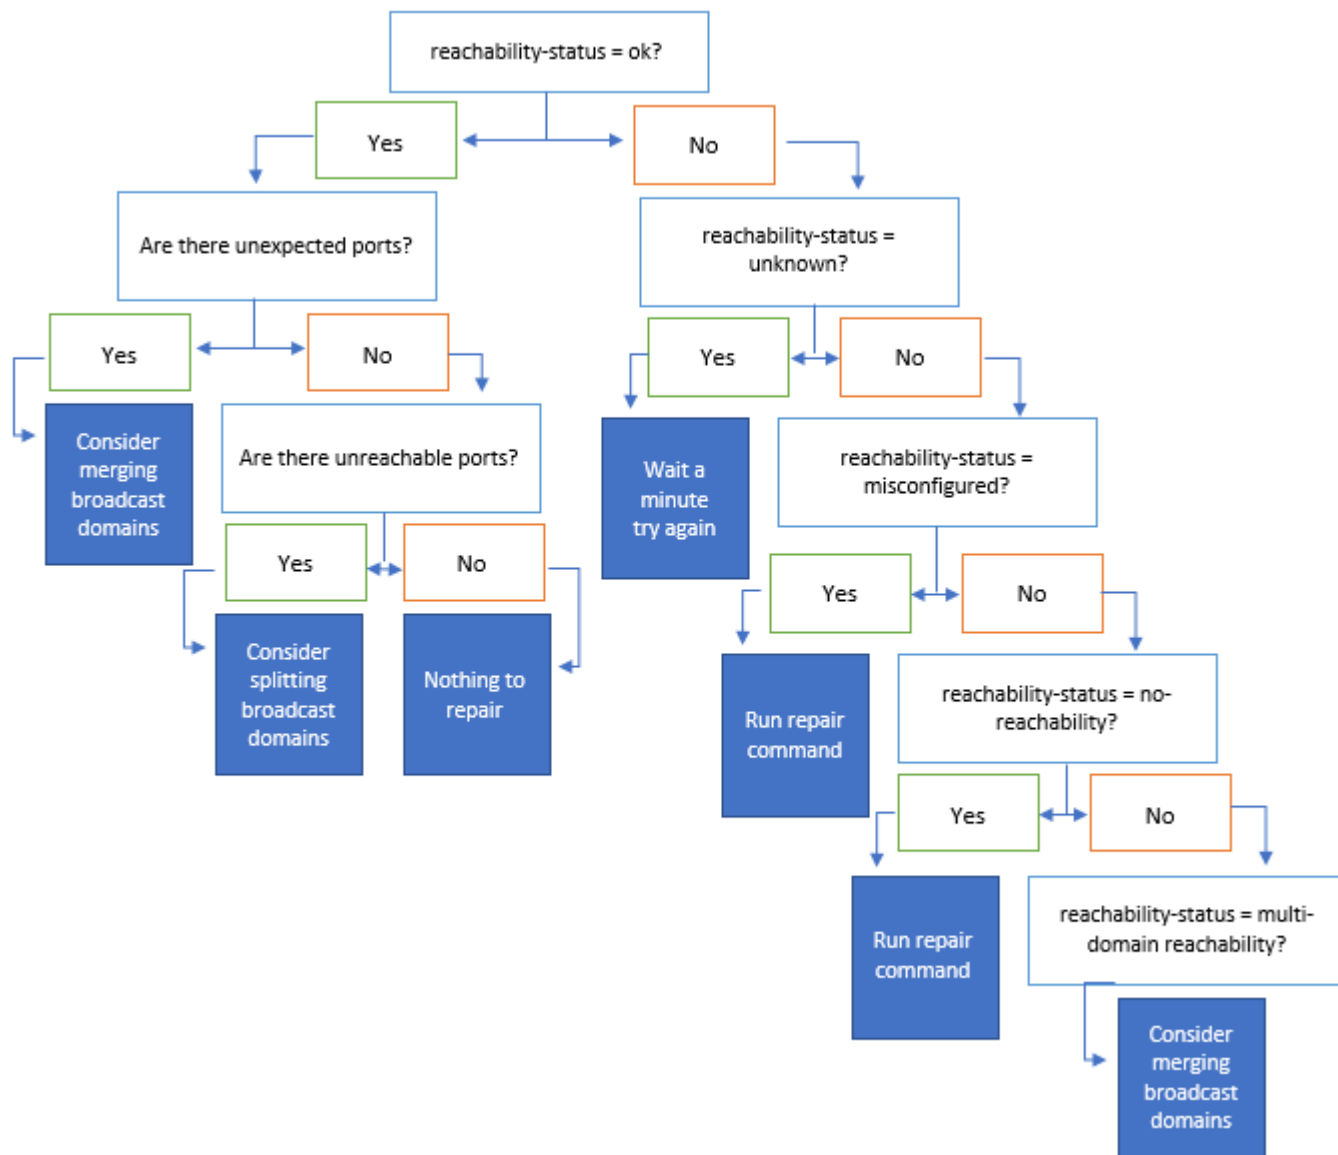 reachability-status = ok?
Yes
No
Are there unexpected ports?
reachability-status =
unknown?
Yes
No
Yes
No
Consider
merging
broadcast
domains
Are there unreachable ports?
Wait a
minute
try again
reachability-status =
misconfigured?
Yes
No
Yes
No
Consider
splitting
broadcast
domains
Nothing to
repair
Run repair
command
reachability-status = no-
reachability?
Yes
No
Run repair
command
reachability-status = multi-
domain reachability?
Consider
merging
broadcast
domains